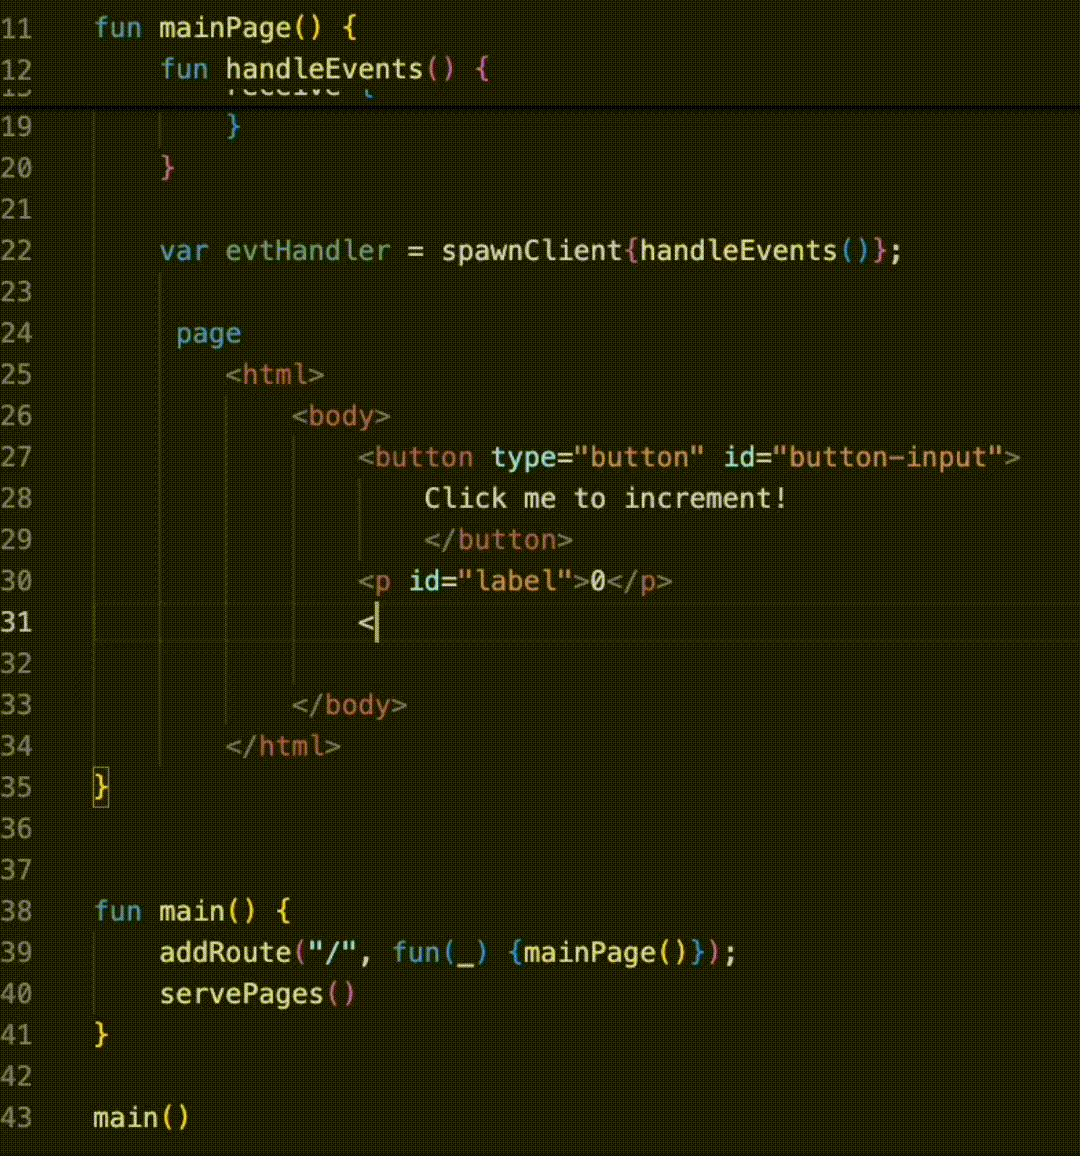 11 fun mainPage() {
12 fun handleEvents() {
receive {
19 }
20 }
21
22 var evtHandler = spawnClient{handleEvents()};
23
24 page
25 <html>
26 <body>
27 <button type="button" id="button-input">
28 Click me to increment!
29 </button>
30 <p id="label">0</p>
31 <
32
33 </body>
34 </html>
35 }
36
37
38 fun main() {
39 addRoute("/", fun(_) {mainPage()});
40 servePages()
41 }
42
43 main()